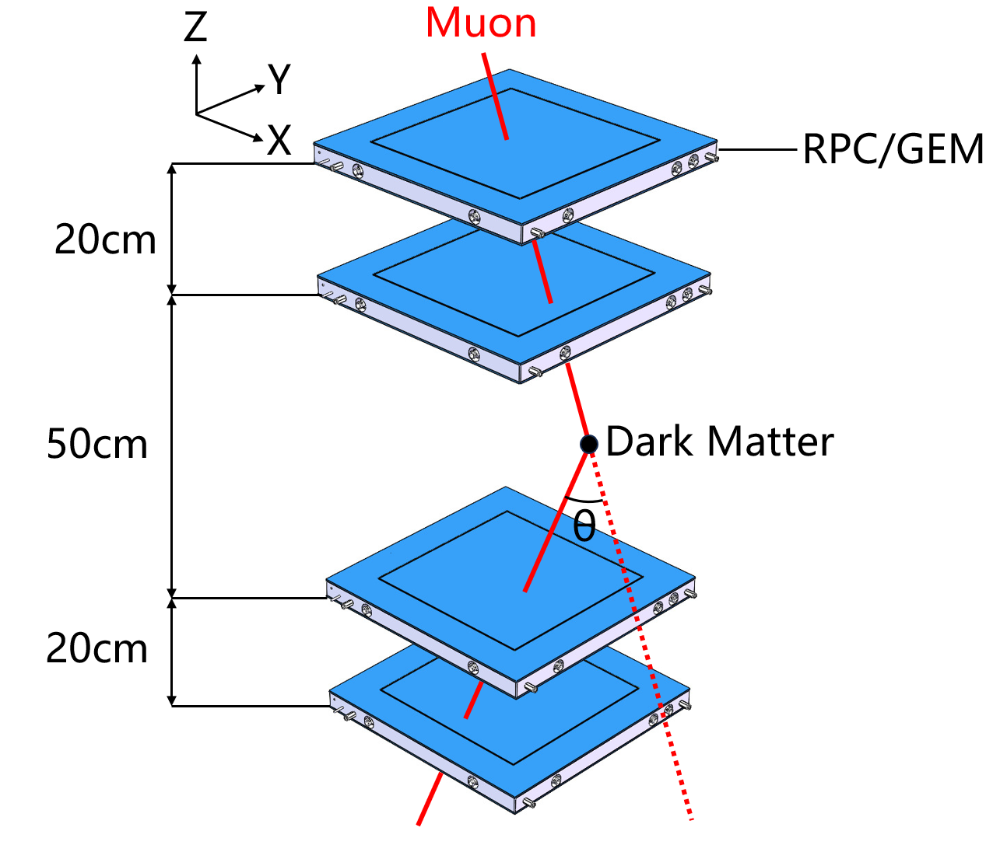 Muon
Z
Y
X
RPC/GEM
20cm
50cm
Dark Matter
θ
20cm